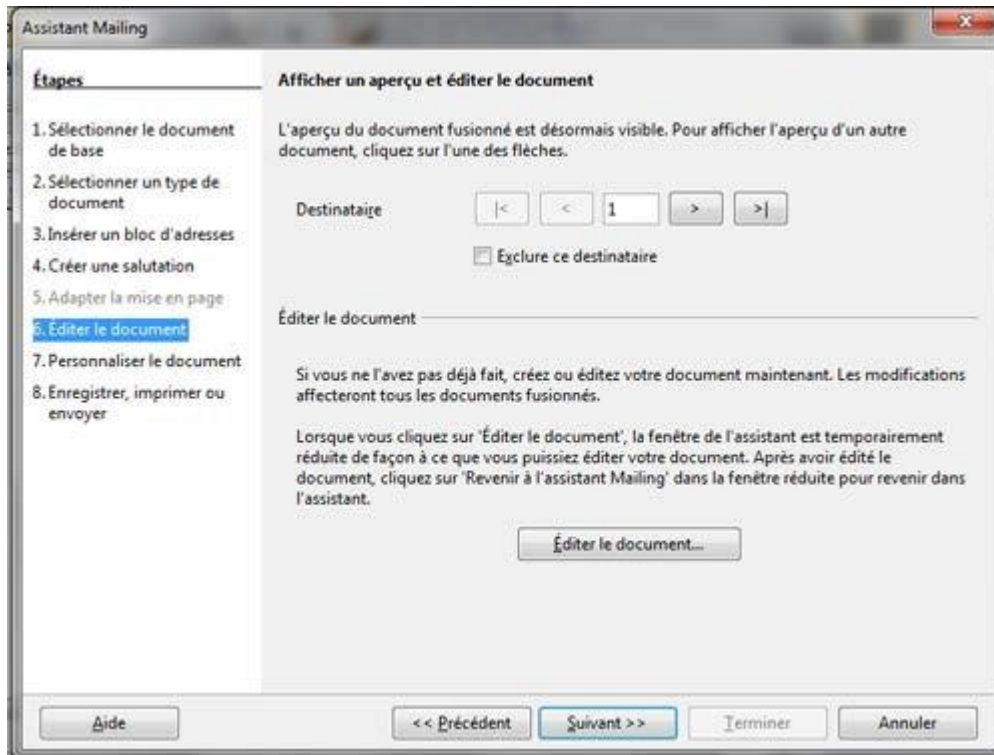 Assistant Mailing
Étapes
1. Sélectionner le document
de base
2. Sélectionner un type de
document
3. Insérer un bloc d'adresses
4. Créer une salutation
5. Adapter la mise en page
6. Éditer le document
7. Personnaliser le document
8. Enregistrer, imprimer ou
envoyer
Afficher un aperçu et éditer le document
L'aperçu du document fusionné est désormais visible. Pour afficher l'aperçu d'un autre
document, cliquez sur l'une des flèches.
Destinataire |< < 1 > >|
Exclure ce destinataire
Éditer le document
Si vous ne l'avez pas déjà fait, créez ou éditez votre document maintenant. Les modifications
affecteront tous les documents fusionnés.
Lorsque vous cliquez sur 'Éditer le document', la fenêtre de l'assistant est temporairement
réduite de façon à ce que vous puissiez éditer votre document. Après avoir édité le
document, cliquez sur 'Revenir à l'assistant Mailing' dans la fenêtre réduite pour revenir dans
l'assistant.
Éditer le document...
Aide << Précédent Suivant >> Terminer Annuler